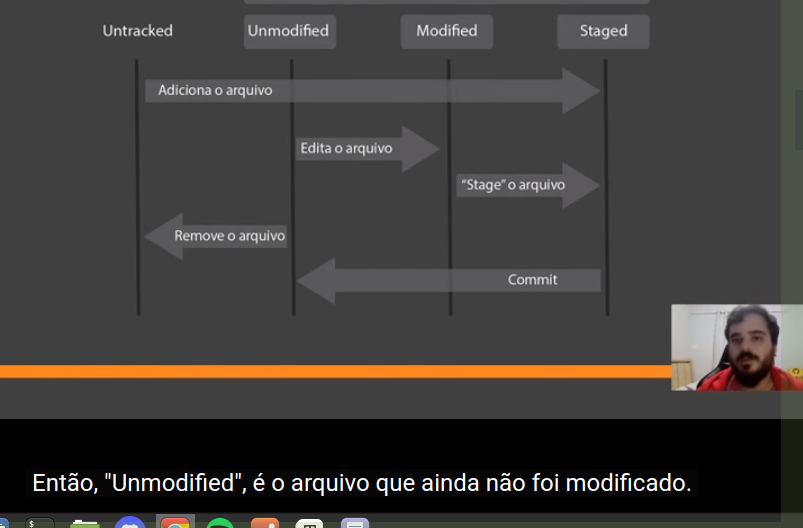 Untracked
Unmodified
Modified
Staged
Adiciona o arquivo
Edita o arquivo
“Stage” o arquivo
Remove o arquivo
Commit
Então, "Unmodified", é o arquivo que ainda não foi modificado.